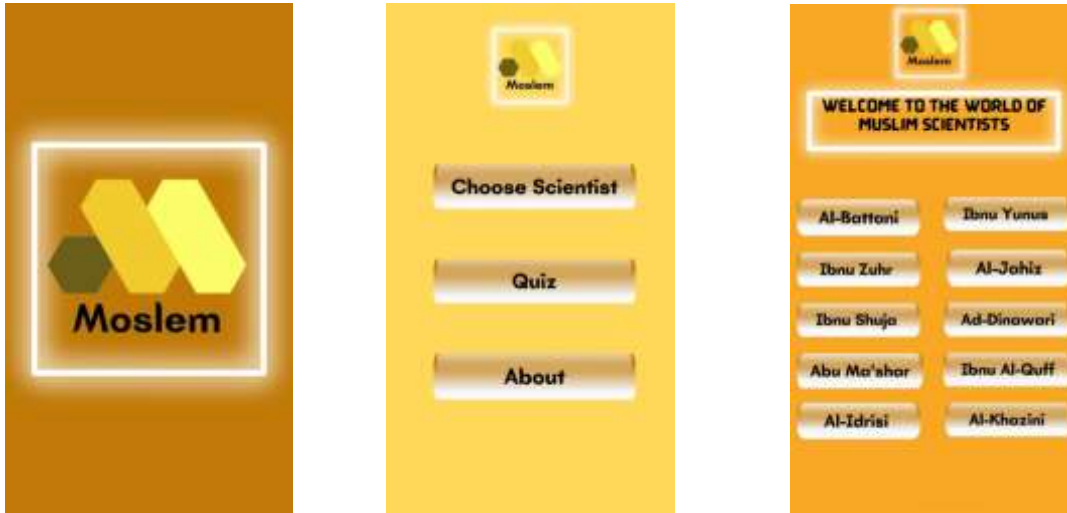 Moslem
Moslem
Choose Scientist
Quiz
About
Moslem
WELCOME TO THE WORLD OF
MUSLIM SCIENTISTS
Al-Battani
Ibnu Yunus
Ibnu Zuhr
Al-Jahiz
Ibnu Shuja
Ad-Dinawari
Abu Ma'shar
Ibnu Al-Quff
Al-Idrisi
Al-Khazini